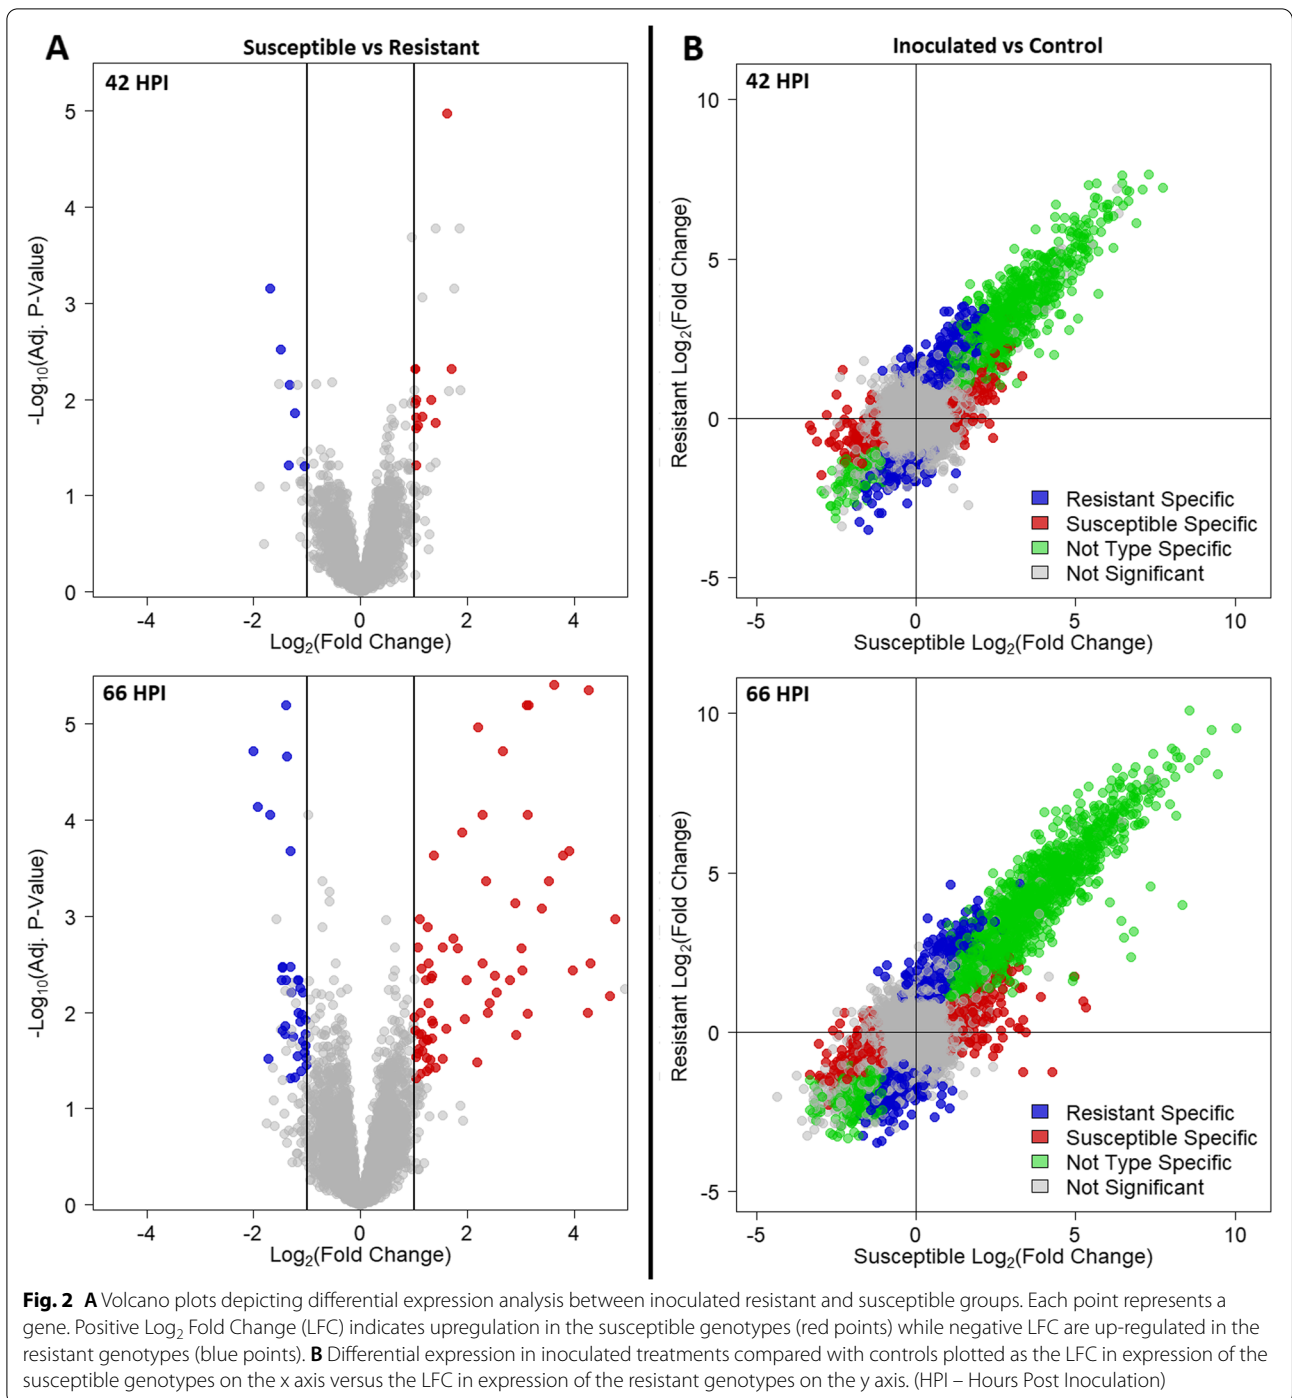 A
Susceptible vs Resistant
42 HPI
5
4
3
2
1
0
-Log10(Adj. P-Value)
-4 -2 0 2 4
Log2(Fold Change)
66 HPI
5
4
3
2
1
0
-Log10(Adj. P-Value)
-4 -2 0 2 4
Log2(Fold Change)
B
Inoculated vs Control
42 HPI
10
5
0
-5
Resistant Log2(Fold Change)
Resistant Specific
Susceptible Specific
Not Type Specific
Not Significant
-5 0 5 10
Susceptible Log2(Fold Change)
66 HPI
10
5
0
-5
Resistant Log2(Fold Change)
Resistant Specific
Susceptible Specific
Not Type Specific
Not Significant
-5 0 5 10
Susceptible Log2(Fold Change)
Fig. 2 A Volcano plots depicting differential expression analysis between inoculated resistant and susceptible groups. Each point represents a
gene. Positive Log2 Fold Change (LFC) indicates upregulation in the susceptible genotypes (red points) while negative LFC are up-regulated in the
resistant genotypes (blue points). B Differential expression in inoculated treatments compared with controls plotted as the LFC in expression of the
susceptible genotypes on the x axis versus the LFC in expression of the resistant genotypes on the y axis. (HPI – Hours Post Inoculation)